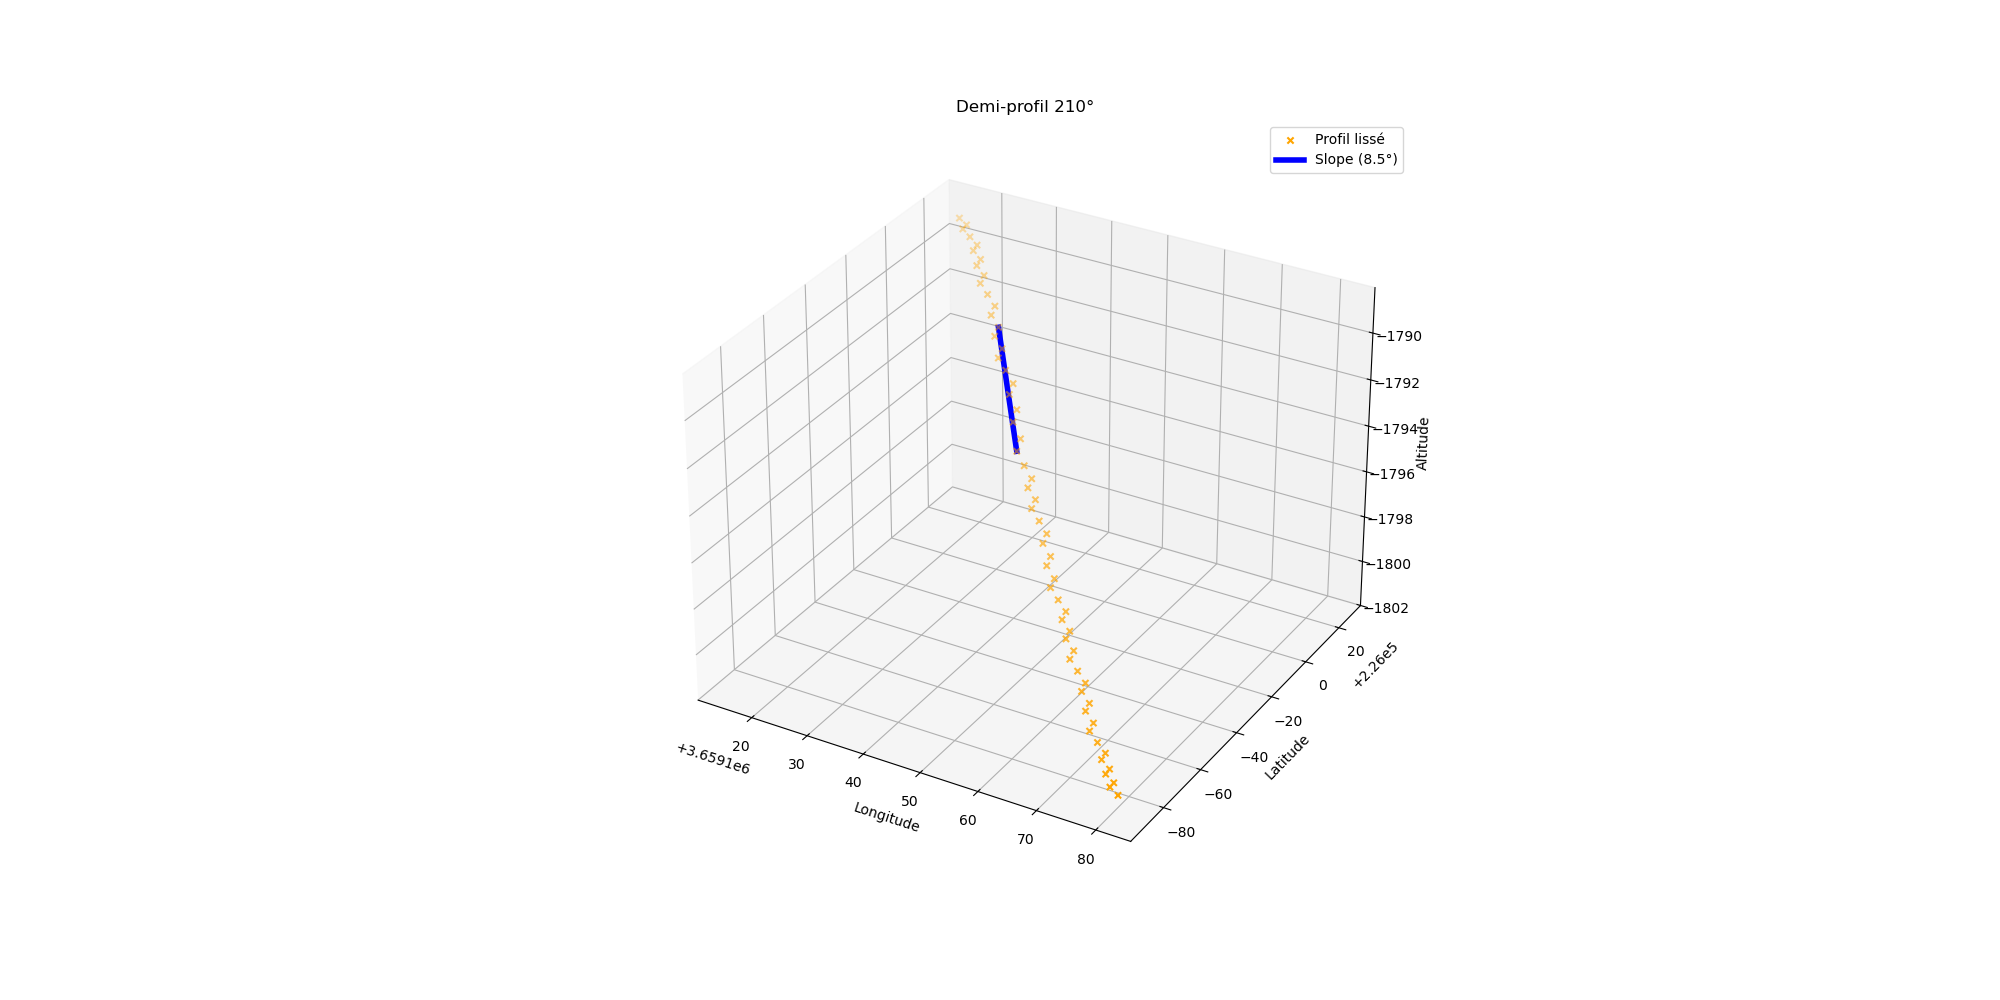 Demi-profil 210°
Profil lissé
Slope (8.5°)
−1790
−1792
−1794
−1796
−1798
−1800
−1802
Altitude
20
0
−20
−40
−60
−80
+2.26e5
Latitude
20
30
40
50
60
70
80
+3.6591e6
Longitude